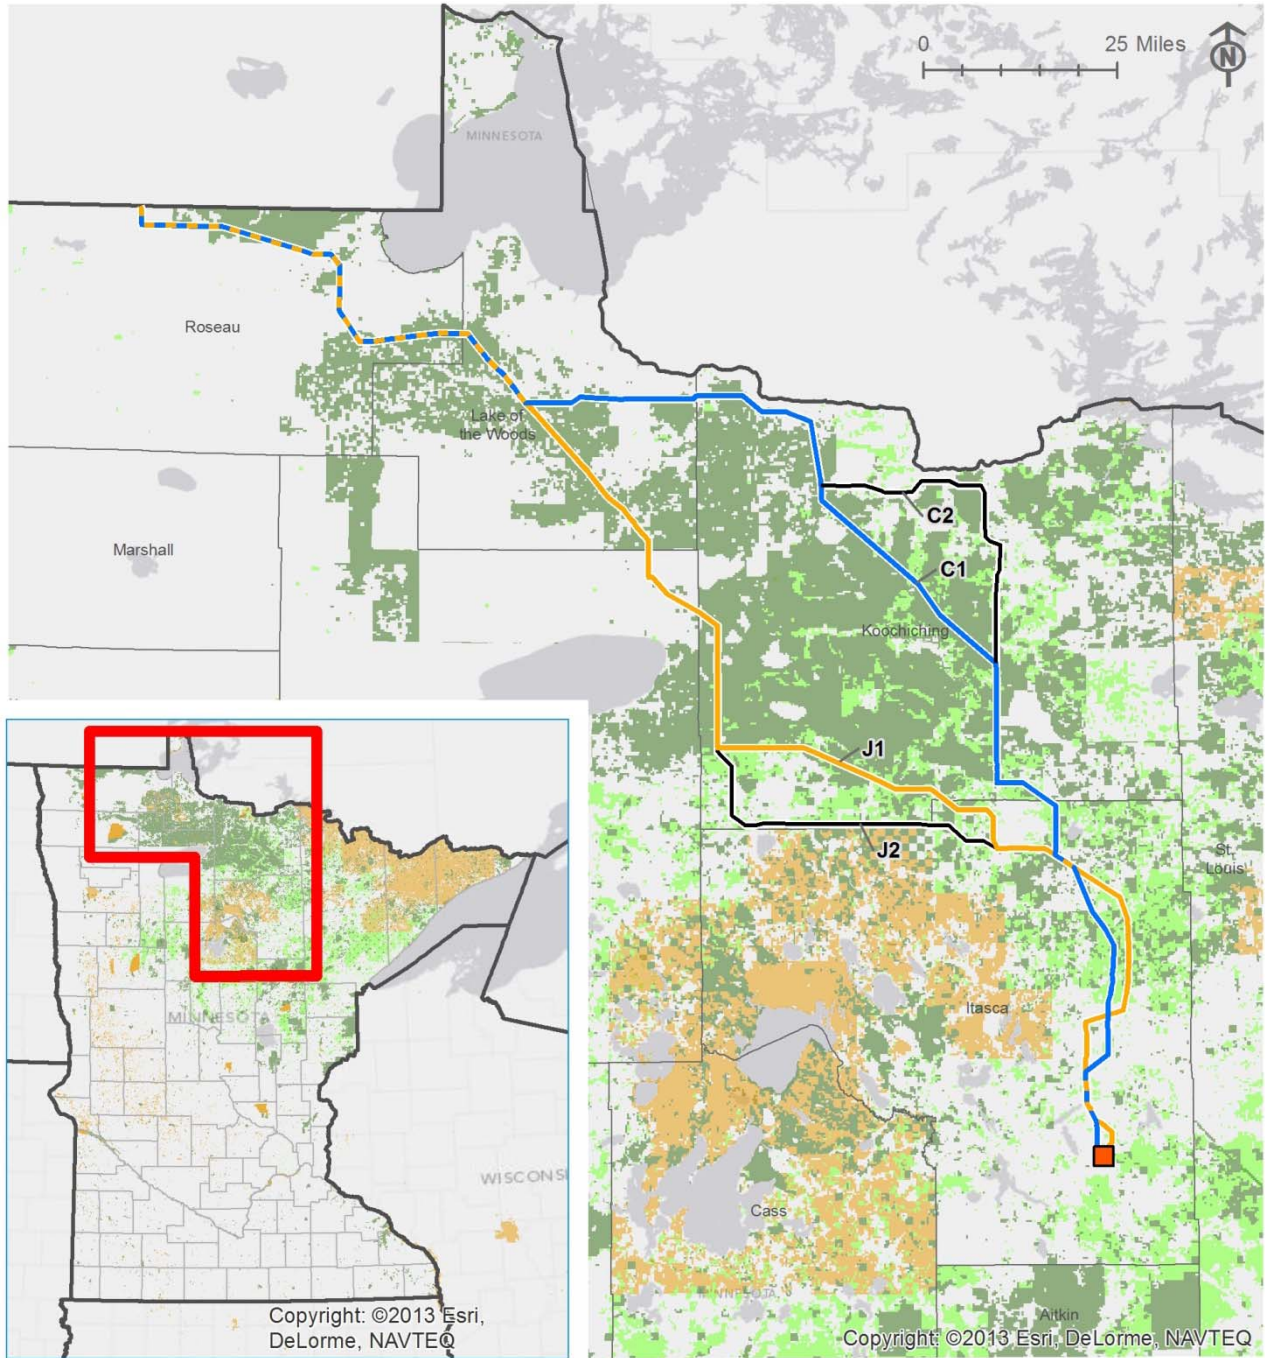 0 25 Miles
N
MINNESOTA
Roseau
Lake of
the Woods
Marshall
C2
C1
Koochiching
J1
J2
St.
Louis
Itasca
Cass
Aitkin
MINNESOTA
WISCONSI
Copyright: ©2013 Esri,
DeLorme, NAVTEQ
Copyright: ©2013 Esri, DeLorme, NAVTEQ